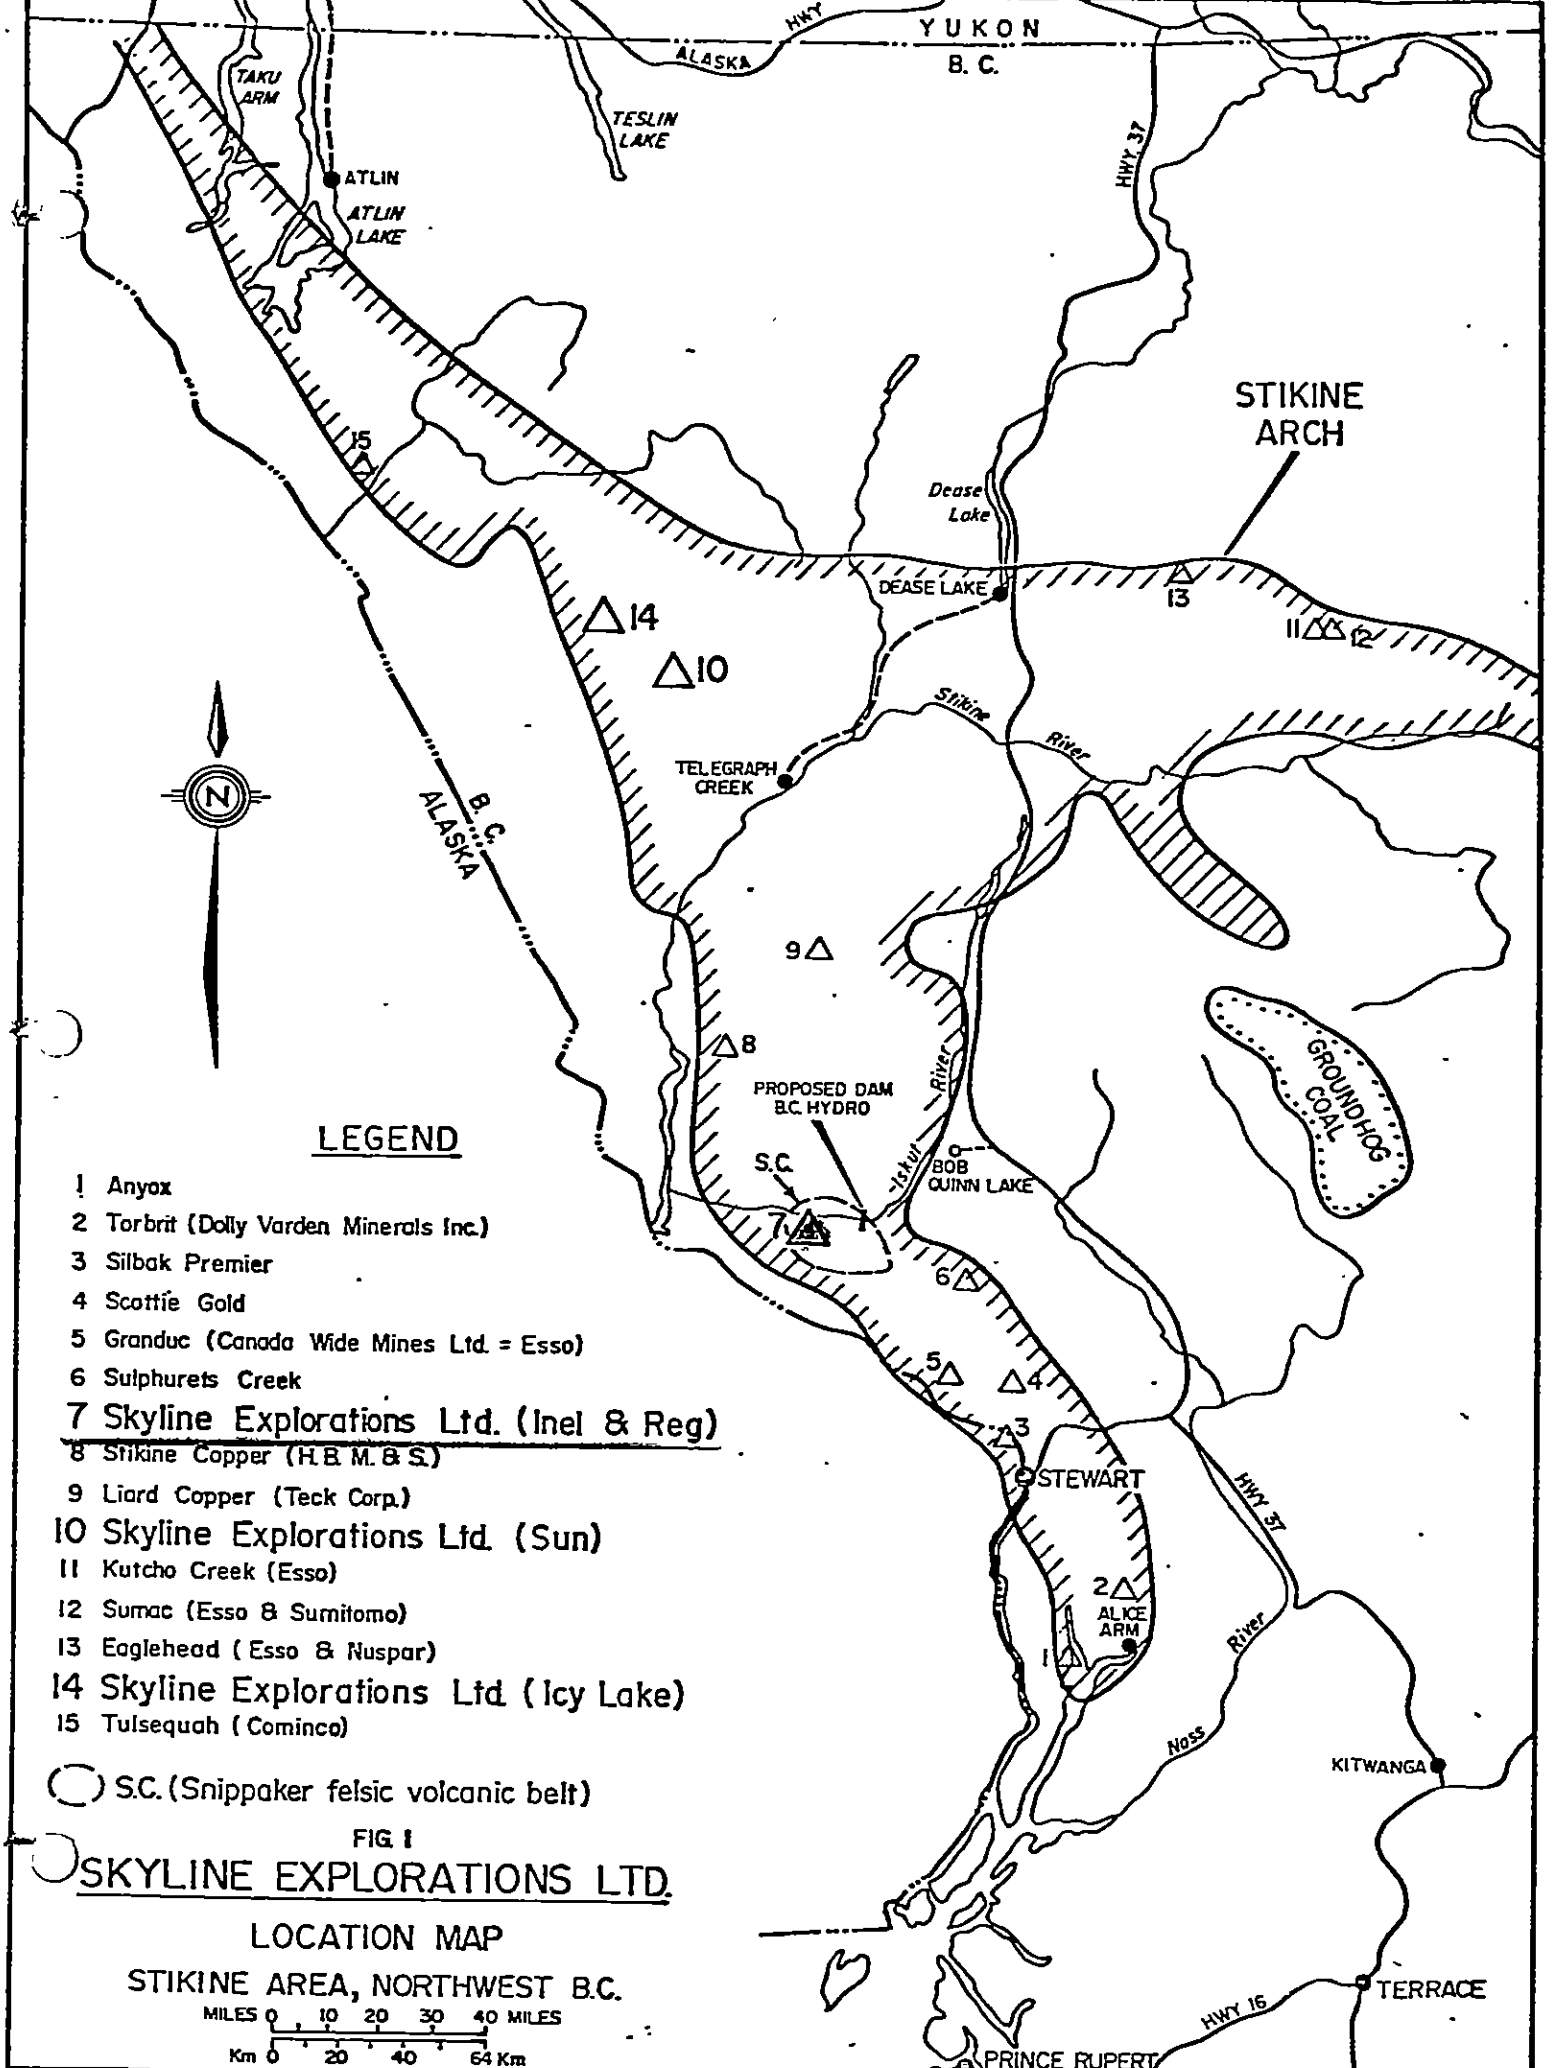 YUKON
B. C.
HWY
ALASKA
TAKU
ARM
TESLIN
LAKE
HWY. 37
ATLIN
ATLIN
LAKE
STIKINE
ARCH
15
Dease
Lake
DEASE LAKE
13
11
12
14
10
Stikine
River
TELEGRAPH
CREEK
N
B. C.
ALASKA
9
8
GROUNDHOG
COAL
PROPOSED DAM
B.C. HYDRO
River
Iskut
S.C.
BOB
QUINN LAKE
7
6
5
4
3
STEWART
HWY 37
2
ALICE
ARM
1
River
Nass
KITWANGA
TERRACE
HWY 16
PRINCE RUPERT
LEGEND
1 Anyox
2 Torbrit (Dolly Varden Minerals Inc.)
3 Silbak Premier
4 Scottie Gold
5 Granduc (Canada Wide Mines Ltd. = Esso)
6 Sulphurets Creek
7 Skyline Explorations Ltd. (Inel & Reg)
8 Stikine Copper (H.B.M. & S.)
9 Liard Copper (Teck Corp.)
10 Skyline Explorations Ltd. (Sun)
11 Kutcho Creek (Esso)
12 Sumac (Esso & Sumitomo)
13 Eaglehead (Esso & Nuspar)
14 Skyline Explorations Ltd (Icy Lake)
15 Tulsequah (Cominco)
S.C. (Snippaker felsic volcanic belt)
FIG. 1
SKYLINE EXPLORATIONS LTD.
LOCATION MAP
STIKINE AREA, NORTHWEST B.C.
MILES 0 10 20 30 40 MILES
Km 0 20 40 64 Km